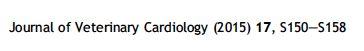 Journal of Veterinary Cardiology (2015) 17, S150–S158